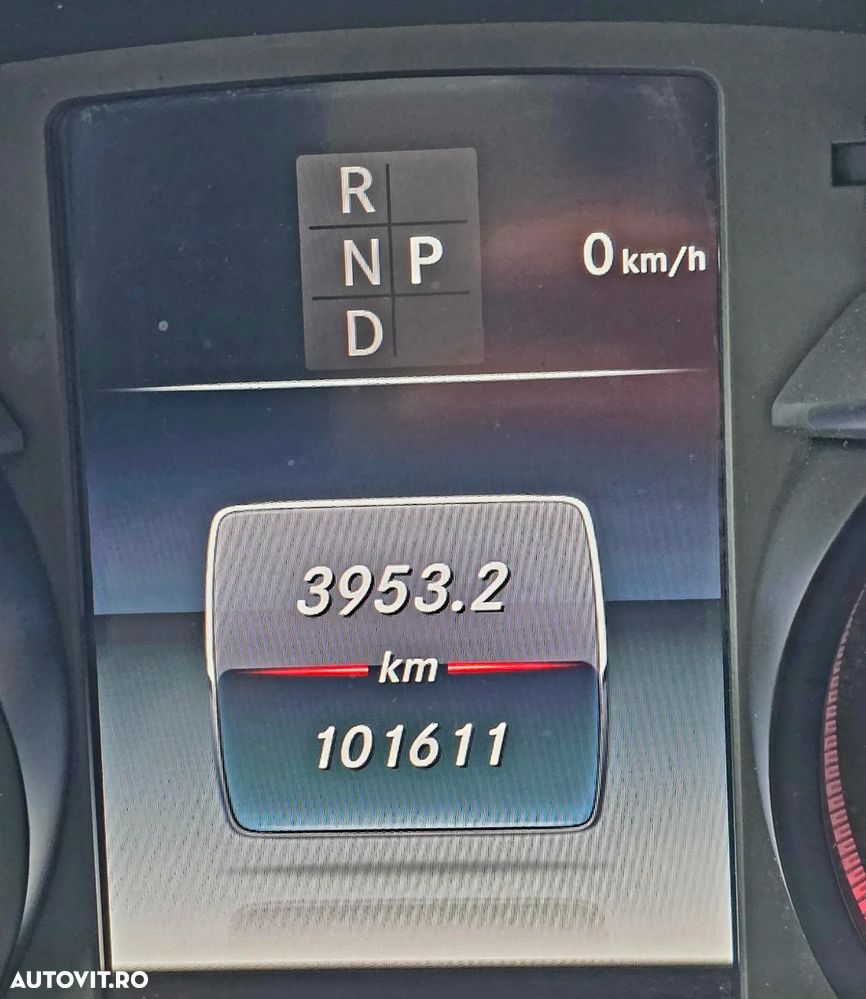 R
N P
0 km/h
D
3953.2
km
101611
AUTOVIT.RO